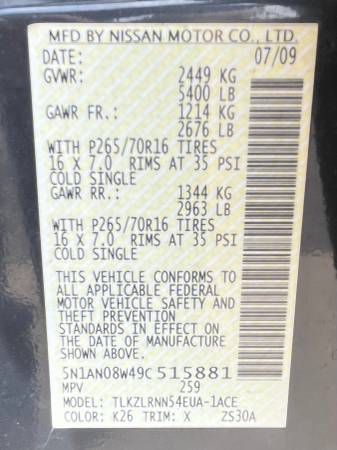 MFD BY NISSAN MOTOR CO., LTD.
DATE: 07/09
GVWR: 2449 KG
5400 LB
GAWR FR.: 1214 KG
2676 LB
WITH P265/70R16 TIRES
16 X 7.0 RIMS AT 35 PSI
COLD SINGLE
GAWR RR.: 1344 KG
2963 LB
WITH P265/70R16 TIRES
16 X 7.0 RIMS AT 35 PSI
COLD SINGLE
THIS VEHICLE CONFORMS TO
ALL APPLICABLE FEDERAL
MOTOR VEHICLE SAFETY AND
THEFT PREVENTION
STANDARDS IN EFFECT ON
THE DATE OF MANUFACTURE
SHOWN ABOVE.
5N1AN08W49C515881
MPV 259
MODEL: TLKZLRNN54EUA-1ACE
COLOR: K26 TRIM: X ZS30A